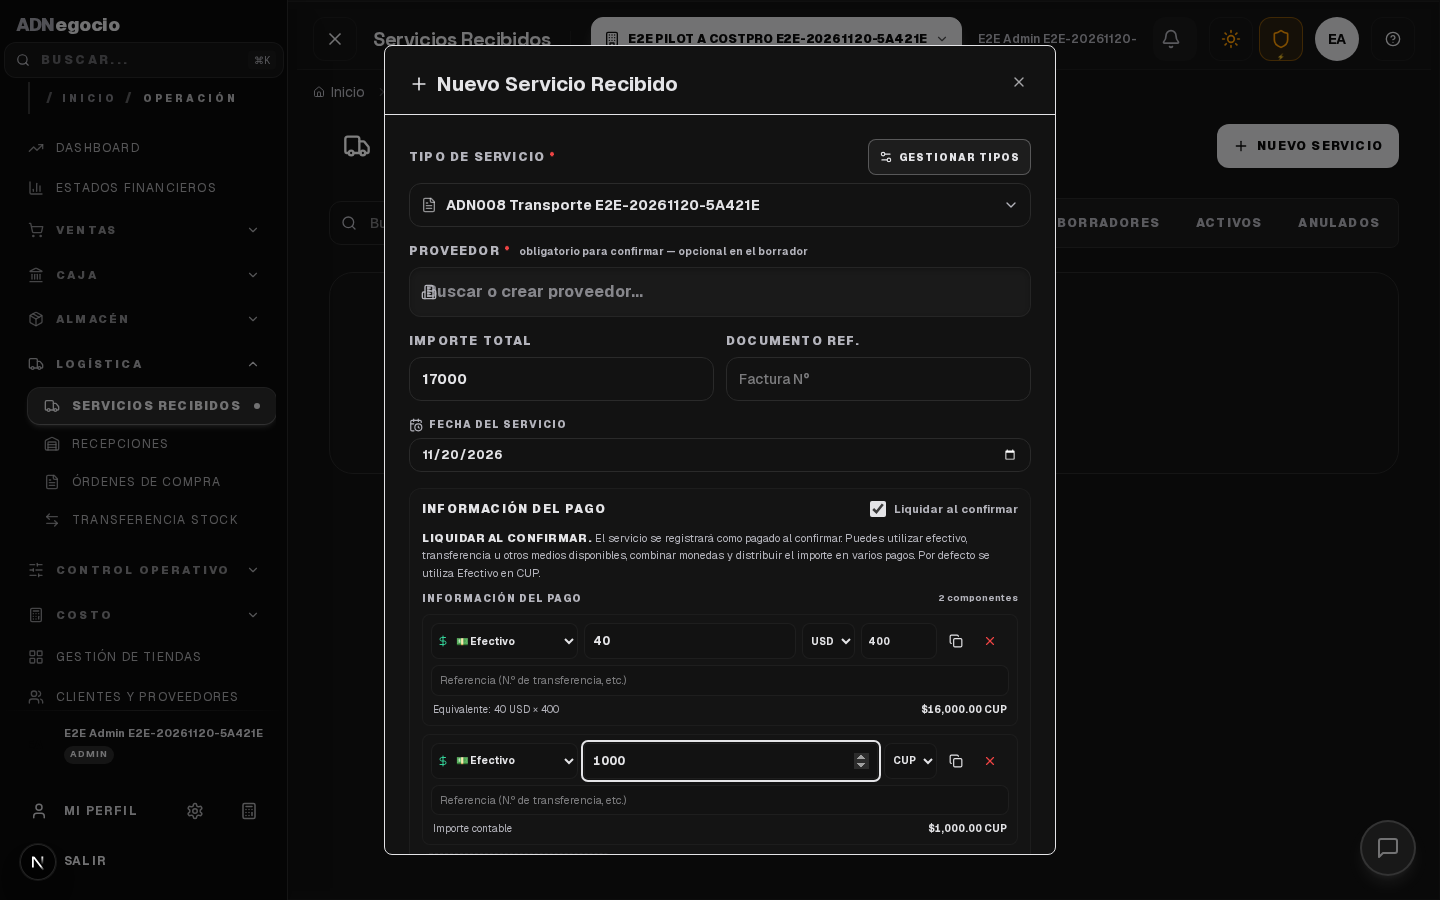 ADNegocio
BUSCAR...
⌘K
/ INICIO / OPERACIÓN
DASHBOARD
ESTADOS FINANCIEROS
VENTAS
CAJA
ALMACÉN
LOGÍSTICA
SERVICIOS RECIBIDOS
RECEPCIONES
ÓRDENES DE COMPRA
TRANSFERENCIA STOCK
CONTROL OPERATIVO
COSTO
GESTIÓN DE TIENDAS
CLIENTES Y PROVEEDORES
E2E Admin E2E-20261120-5A421E
ADMIN
MI PERFIL
SALIR
Servicios Recibidos
E2E PILOT A COSTPRO E2E-20261120-5A421E
E2E Admin E2E-20261120-
EA
Inicio
NUEVO SERVICIO
Bu
BORRADORES
ACTIVOS
ANULADOS
Nuevo Servicio Recibido
TIPO DE SERVICIO *
GESTIONAR TIPOS
ADN008 Transporte E2E-20261120-5A421E
PROVEEDOR * obligatorio para confirmar — opcional en el borrador
Buscar o crear proveedor...
IMPORTE TOTAL
DOCUMENTO REF.
17000
Factura Nº
FECHA DEL SERVICIO
11/20/2026
INFORMACIÓN DEL PAGO
Liquidar al confirmar
LIQUIDAR AL CONFIRMAR. El servicio se registrará como pagado al confirmar. Puedes utilizar efectivo,
transferencia u otros medios disponibles, combinar monedas y distribuir el importe en varios pagos. Por defecto se
utiliza Efectivo en CUP.
INFORMACIÓN DEL PAGO
2 componentes
Efectivo
40
USD
400
Referencia (N.º de transferencia, etc.)
Equivalente: 40 USD × 400
$16,000.00 CUP
Efectivo
1000
CUP
Referencia (N.º de transferencia, etc.)
Importe contable
$1,000.00 CUP